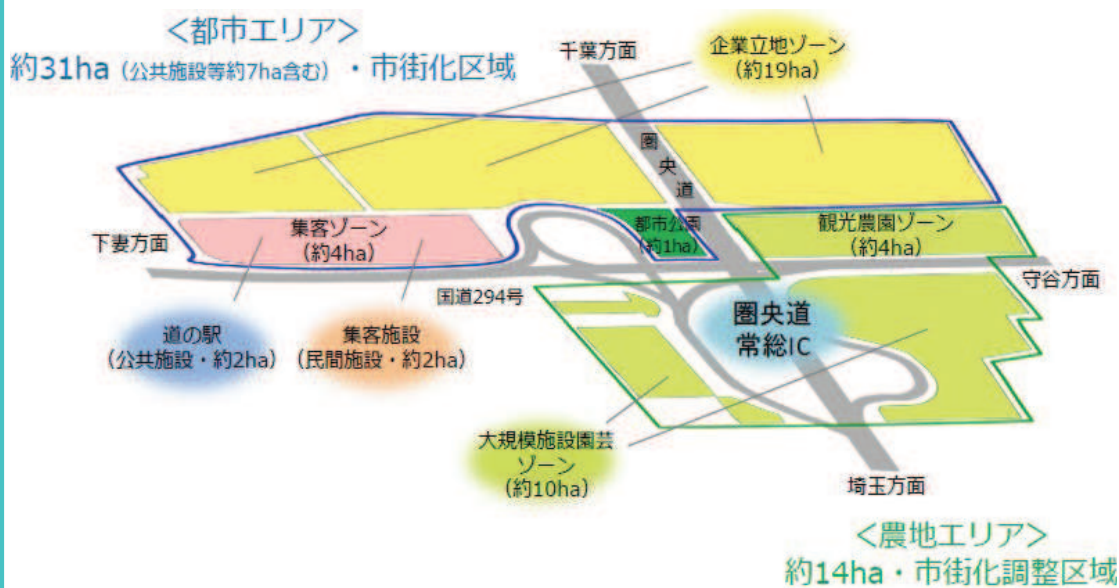 ＜都市エリア＞
約31ha（公共施設等約7ha含む）・市街化区域
千葉方面
企業立地ゾーン
（約19ha）
圏央道
下妻方面
集客ゾーン
（約4ha）
都市公園
（約1ha）
観光農園ゾーン
（約4ha）
守谷方面
国道294号
道の駅
（公共施設・約2ha）
集客施設
（民間施設・約2ha）
圏央道
常総IC
大規模施設園芸
ゾーン
（約10ha）
埼玉方面
＜農地エリア＞
約14ha・市街化調整区域